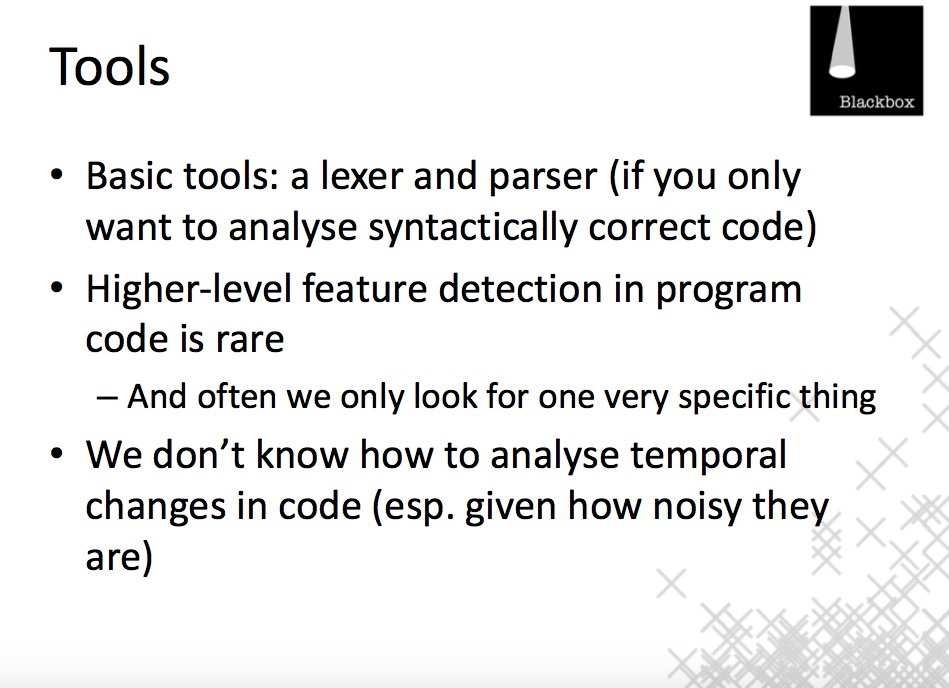 Tools
Blackbox
• Basic tools: a lexer and parser (if you only
want to analyse syntactically correct code)
• Higher-level feature detection in program
code is rare
– And often we only look for one very specific thing
• We don’t know how to analyse temporal
changes in code (esp. given how noisy they
are)